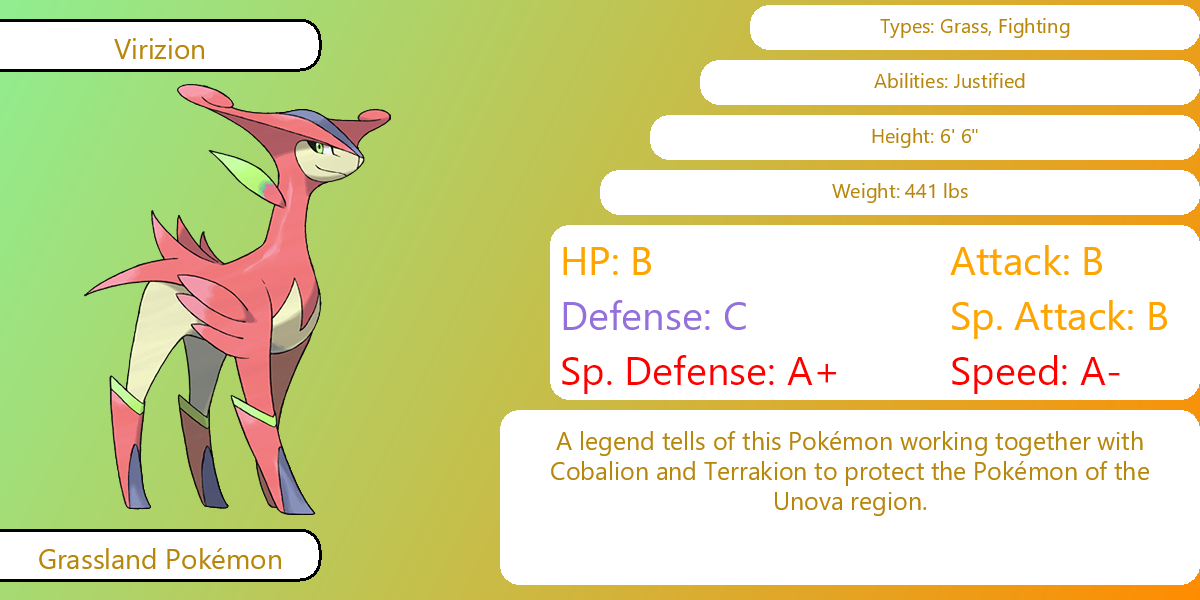 Virizion
Types: Grass, Fighting
Abilities: Justified
Height: 6' 6"
Weight: 441 lbs
HP: B
Attack: B
Defense: C
Sp. Attack: B
Sp. Defense: A+
Speed: A-
A legend tells of this Pokémon working together with
Cobalion and Terrakion to protect the Pokémon of the
Unova region.
Grassland Pokémon